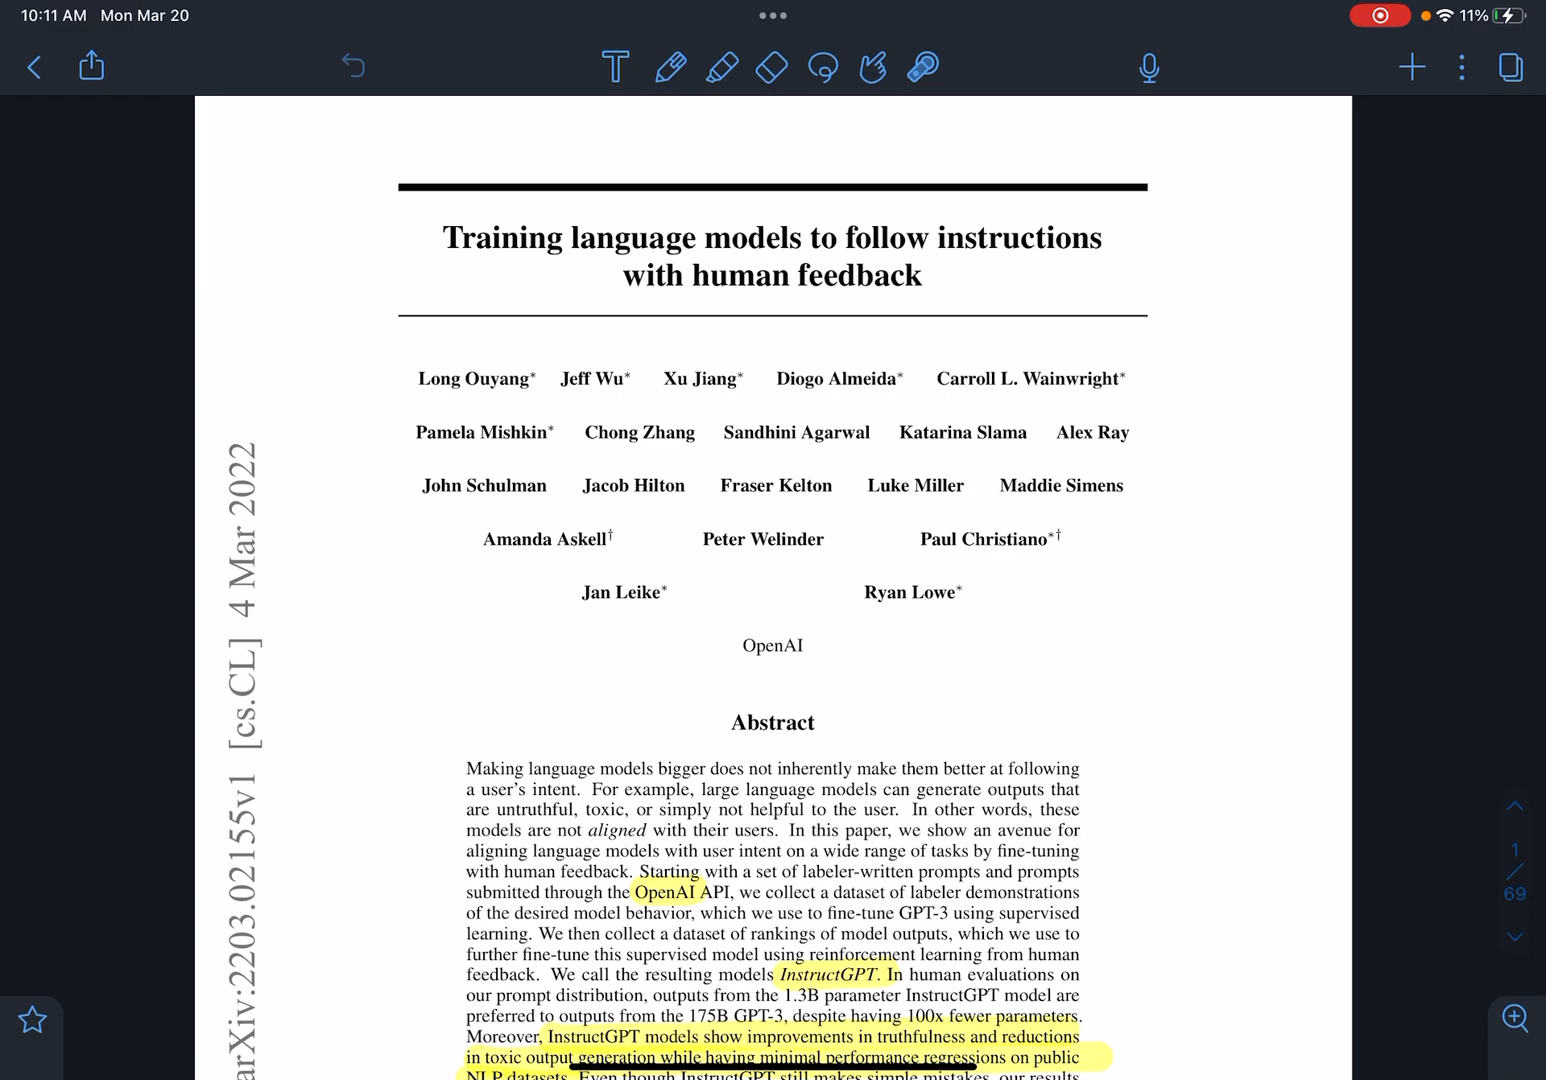 10:11 AM Mon Mar 20
11%
Training language models to follow instructions
with human feedback
Long Ouyang* Jeff Wu* Xu Jiang* Diogo Almeida* Carroll L. Wainwright*
Pamela Mishkin* Chong Zhang Sandhini Agarwal Katarina Slama Alex Ray
John Schulman Jacob Hilton Fraser Kelton Luke Miller Maddie Simens
Amanda Askell† Peter Welinder Paul Christiano*†
Jan Leike* Ryan Lowe*
OpenAI
Abstract
Making language models bigger does not inherently make them better at following
a user's intent. For example, large language models can generate outputs that
are untruthful, toxic, or simply not helpful to the user. In other words, these
models are not aligned with their users. In this paper, we show an avenue for
aligning language models with user intent on a wide range of tasks by fine-tuning
with human feedback. Starting with a set of labeler-written prompts and prompts
submitted through the OpenAI API, we collect a dataset of labeler demonstrations
of the desired model behavior, which we use to fine-tune GPT-3 using supervised
learning. We then collect a dataset of rankings of model outputs, which we use to
further fine-tune this supervised model using reinforcement learning from human
feedback. We call the resulting models InstructGPT. In human evaluations on
our prompt distribution, outputs from the 1.3B parameter InstructGPT model are
preferred to outputs from the 175B GPT-3, despite having 100x fewer parameters.
Moreover, InstructGPT models show improvements in truthfulness and reductions
in toxic output generation while having minimal performance regressions on public
NLP datasets. Even though InstructGPT still makes simple mistakes, our results
arXiv:2203.02155v1 [cs.CL] 4 Mar 2022
1
/
69